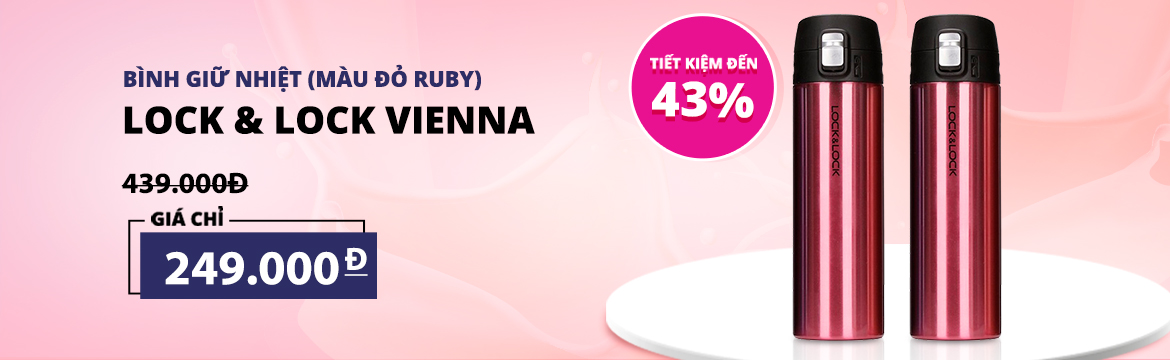 BÌNH GIỮ NHIỆT (MÀU ĐỎ RUBY)
LOCK & LOCK VIENNA
439.000Đ
GIÁ CHỈ
249.000Đ
TIẾT KIỆM ĐẾN
43%
LOCK&LOCK
LOCK&LOCK